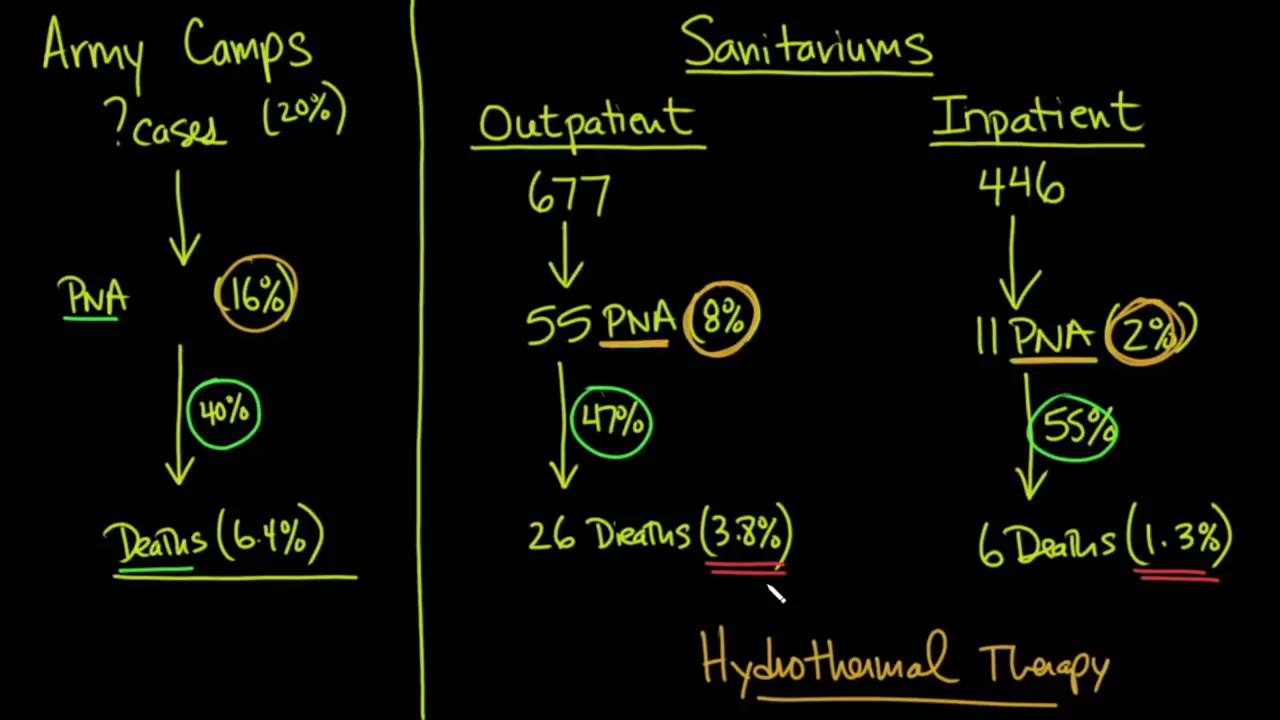 Army Camps
? cases (20%)
PNA (16%)
40%
Deaths (6.4%)
Sanitariums
Outpatient
677
55 PNA (8%)
47%
26 Dieaths (3.8%)
Inpatient
446
11 PNA (2%)
55%
6 Deaths (1.3%)
Hydrothermal Therapy